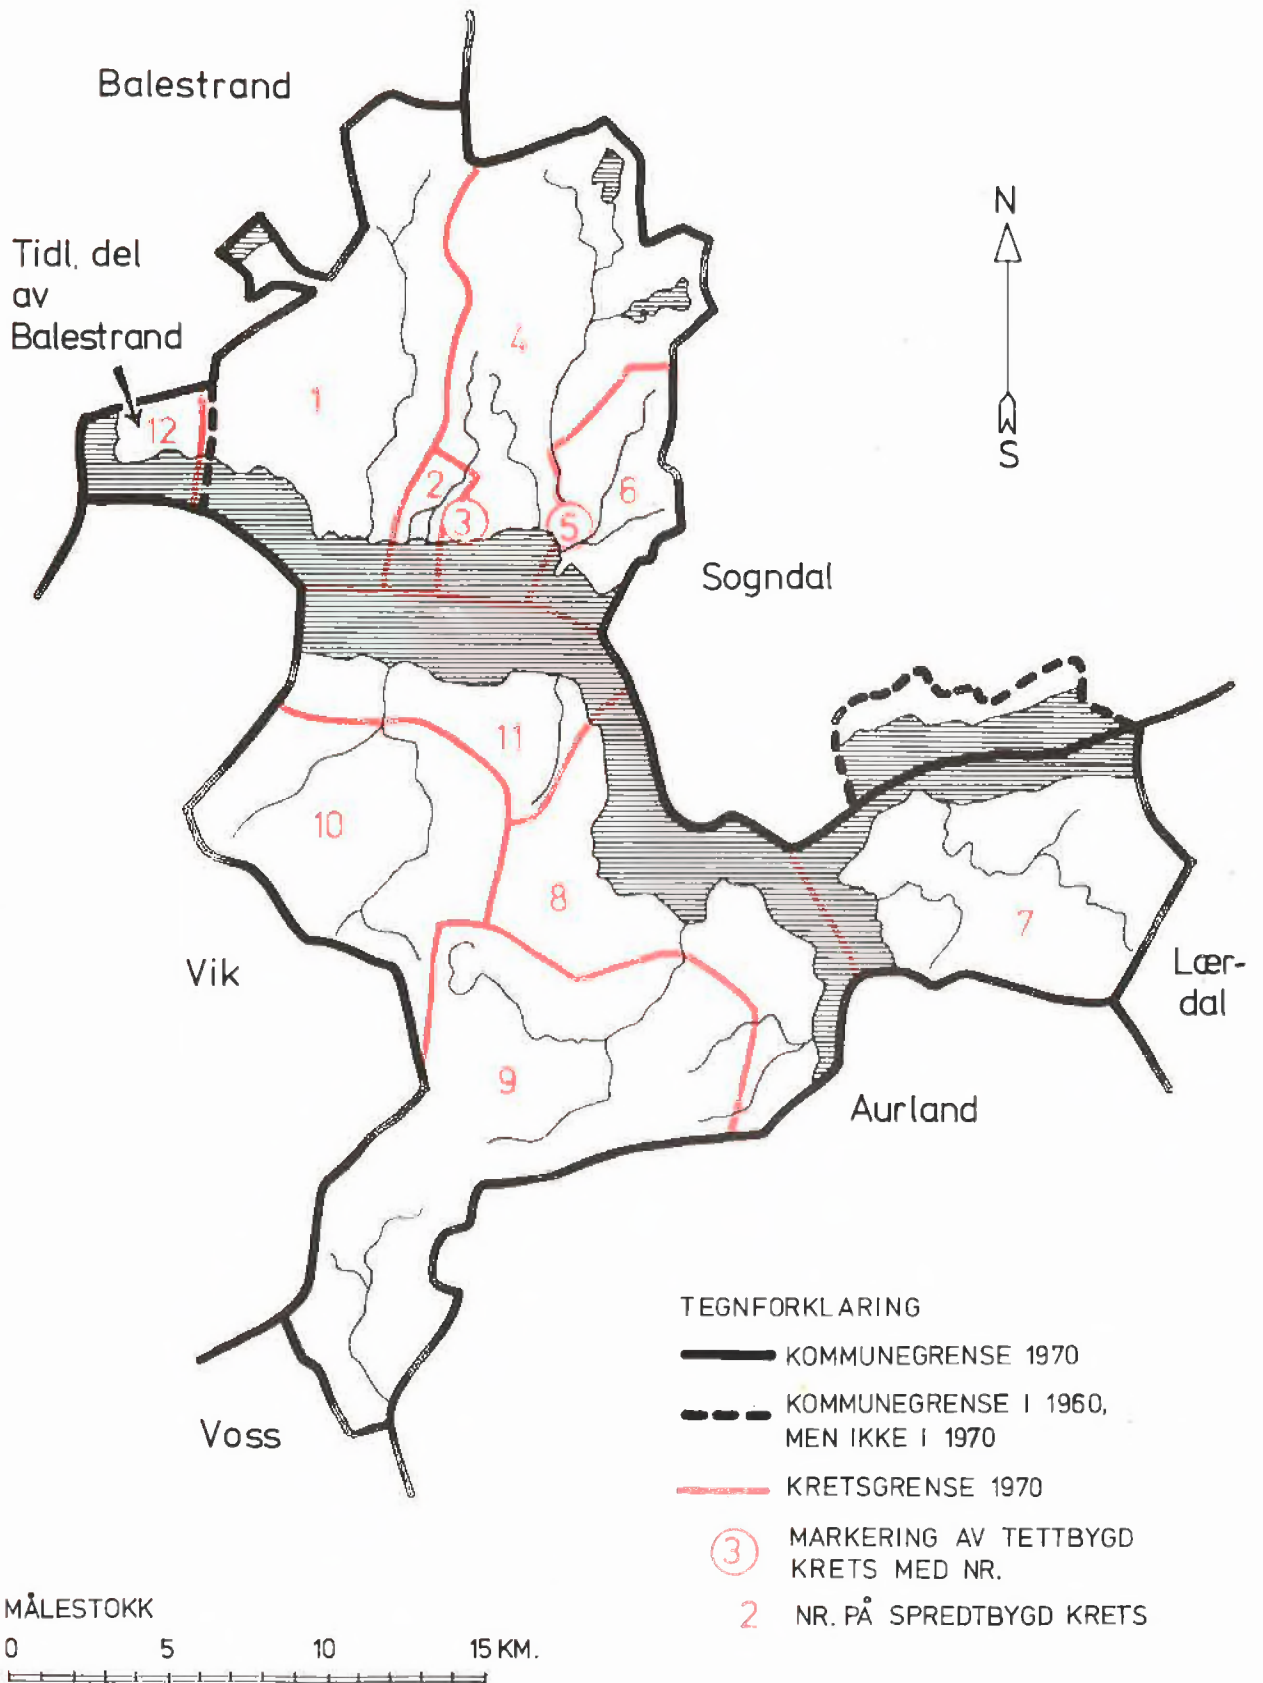 Balestrand
N
Tidl. del
av
Balestrand
4
1
12
2
6
3
5
S
Sogndal
11
10
8
7
Vik
Lær-
dal
9
Aurland
TEGNFORKLARING
KOMMUNEGRENSE 1970
KOMMUNEGRENSE I 1960,
MEN IKKE I 1970
Voss
KRETSGRENSE 1970
3 MARKERING AV TETTBYGD
KRETS MED NR.
2 NR. PÅ SPREDTBYGD KRETS
MÅLESTOKK
0 5 10 15 KM.